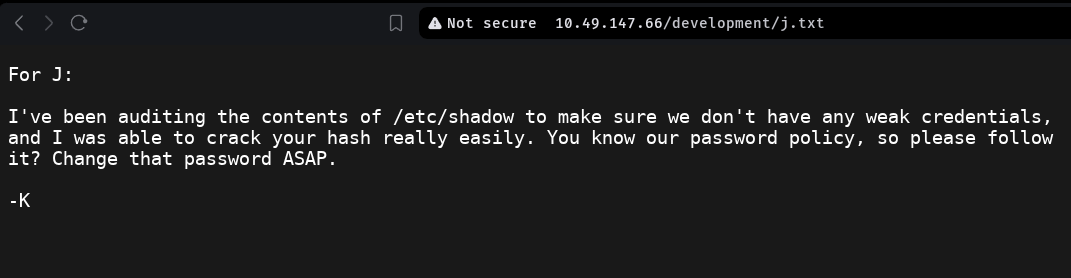 Not secure 10.49.147.66/development/j.txt
For J:
I've been auditing the contents of /etc/shadow to make sure we don't have any weak credentials,
and I was able to crack your hash really easily. You know our password policy, so please follow
it? Change that password ASAP.
-K